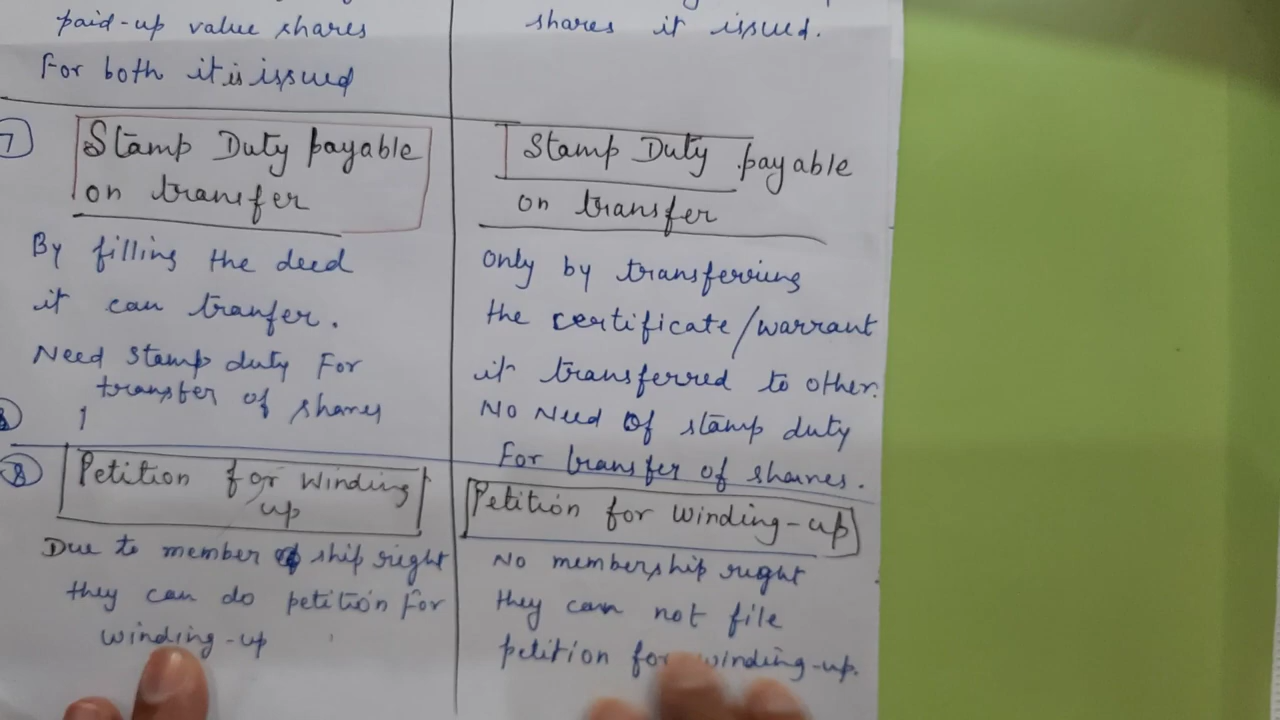 paid-up value shares
For both it is issued
shares it issued.
7
Stamp Duty payable
on transfer
By filling the deed
it can tranfer.
Need stamp duty For
transfer of shares
Stamp Duty payable
on transfer
only by transferring
the certificate/warrant
it transferred to other.
No Need Of stamp duty
For transfer of shares.
8
Petition for winding
up
Due to member ship right
they can do petition For
winding-up
Petition for winding-up
No membership right
they can not file
petition for winding-up.